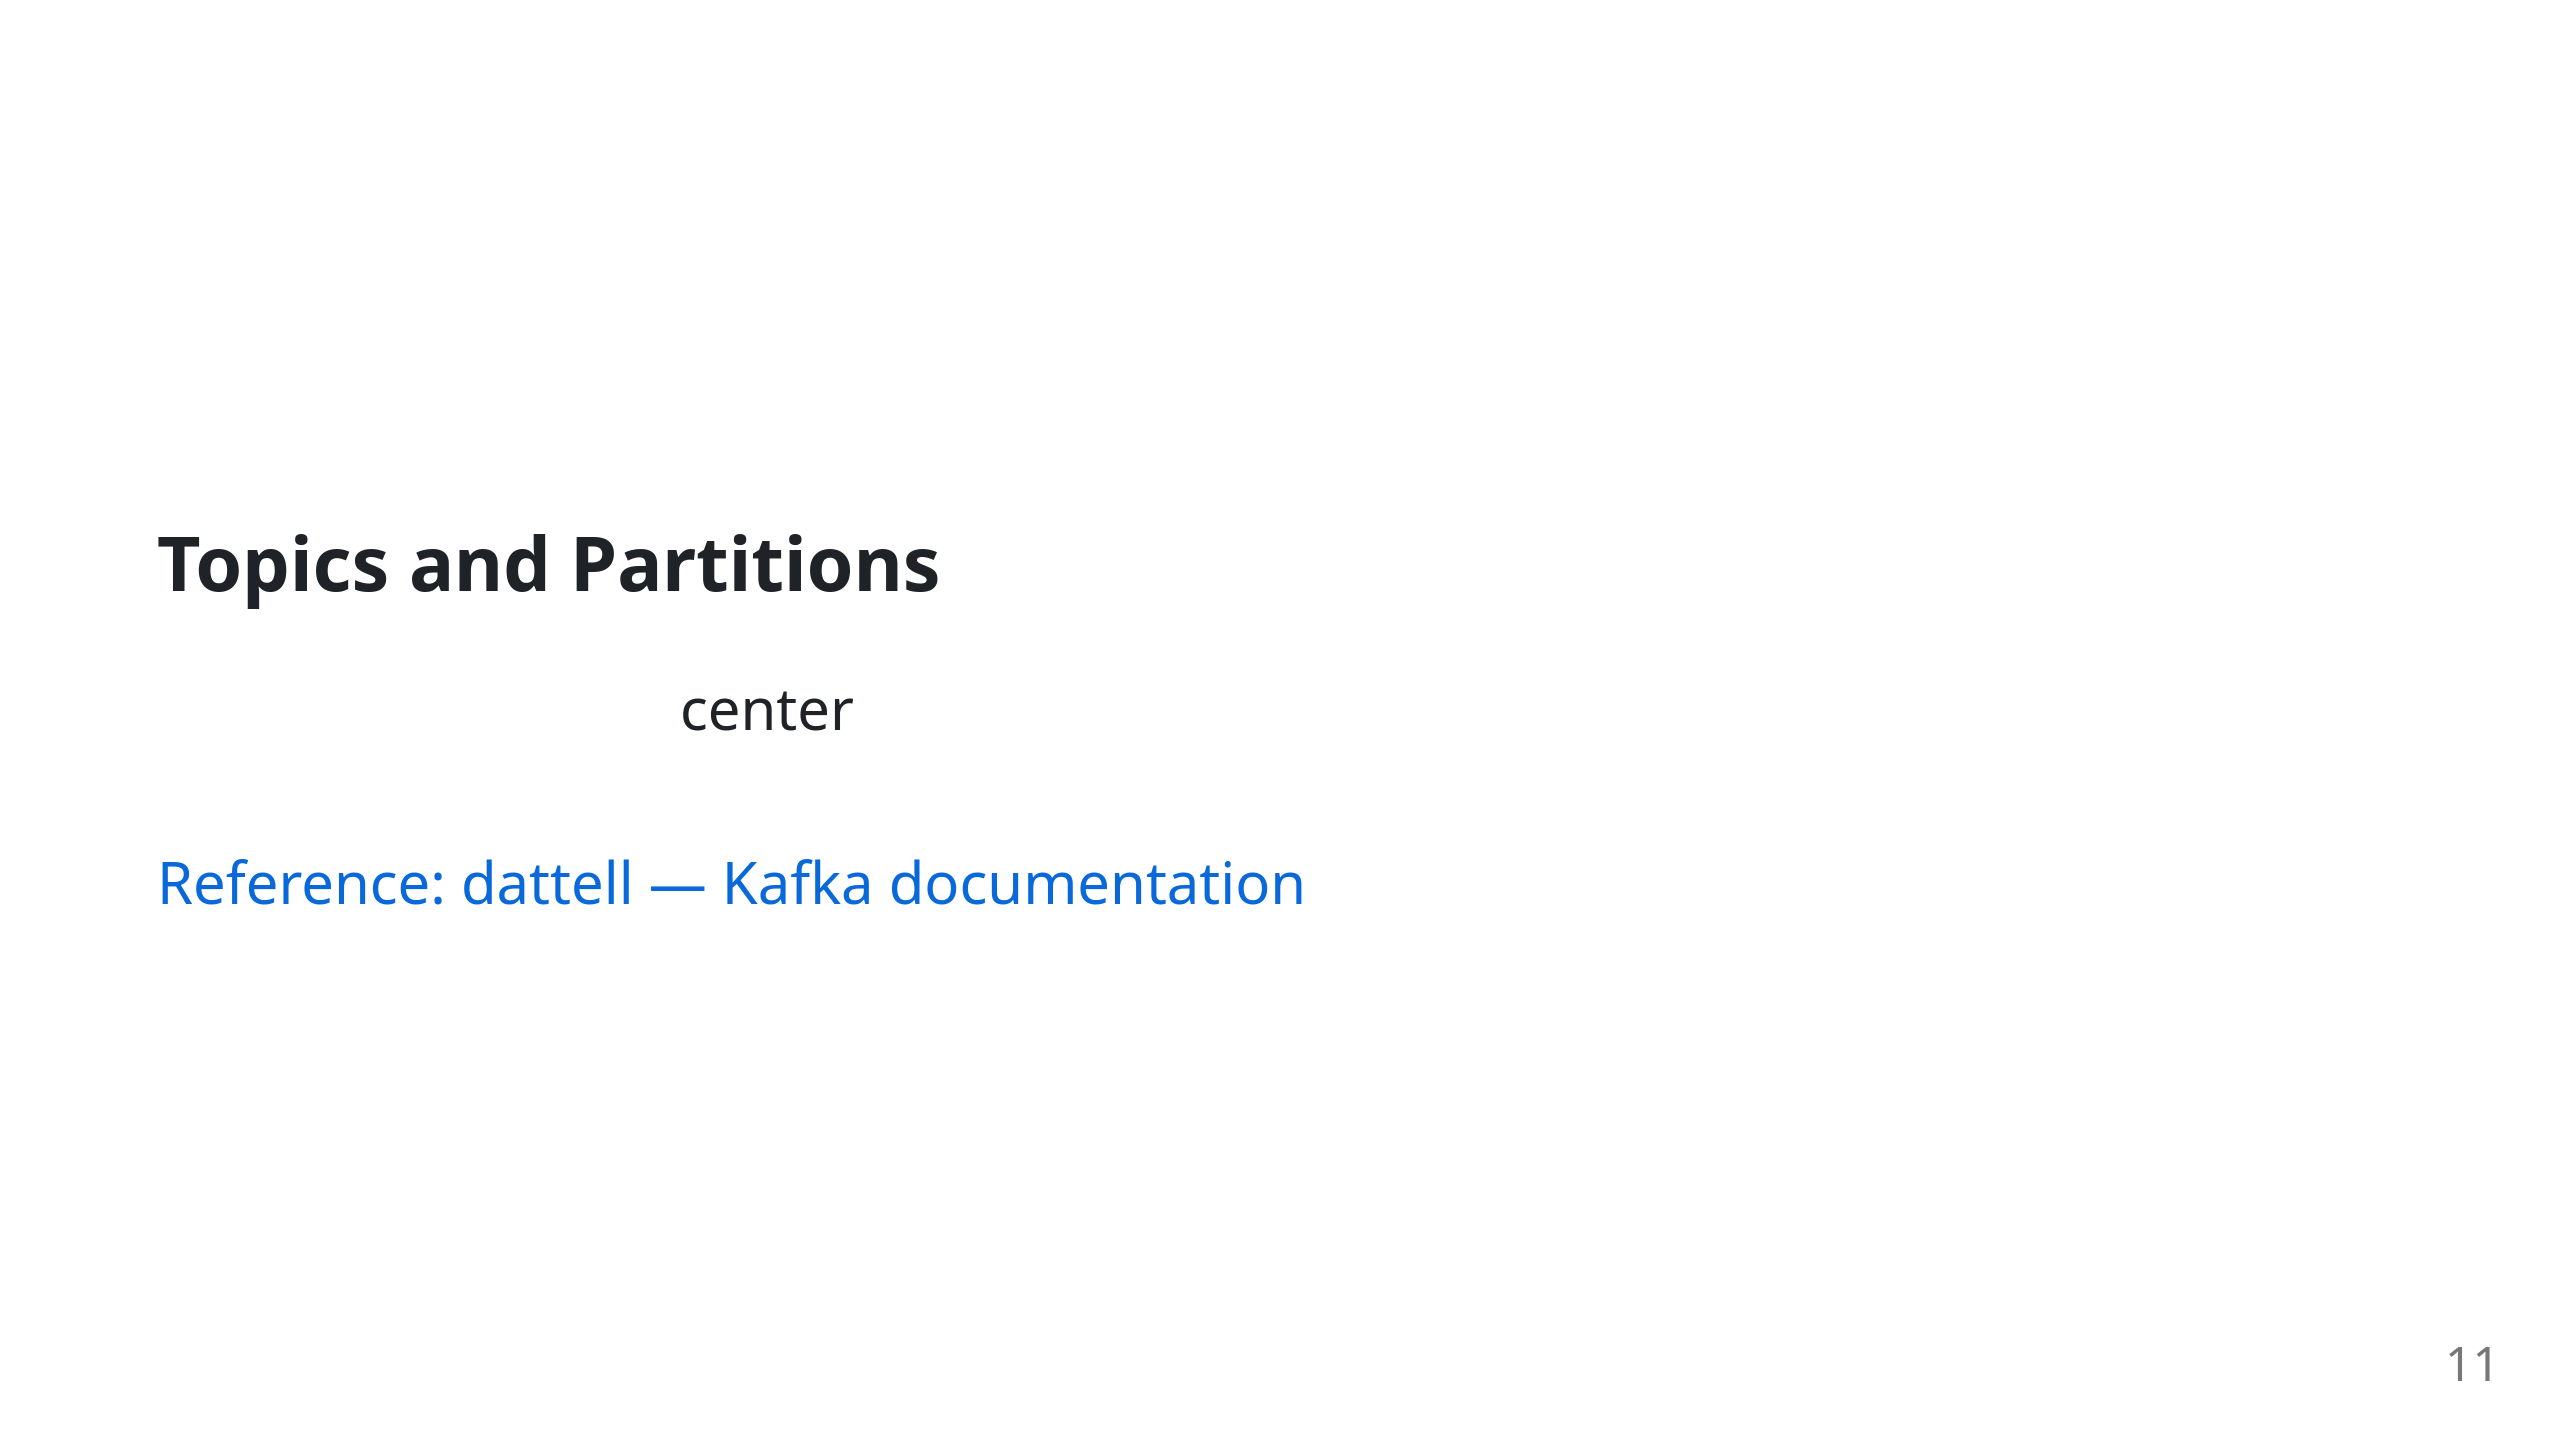 Topics and Partitions
center
Reference: dattell — Kafka documentation
11